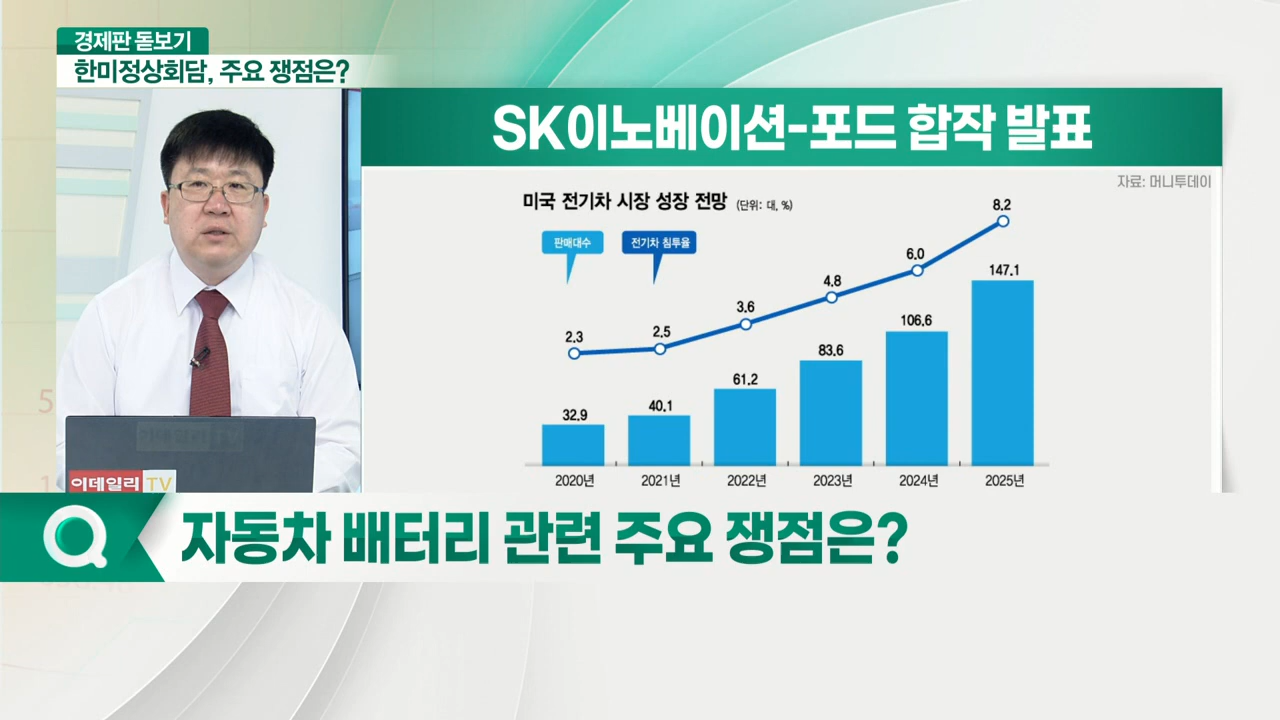 경제판 돋보기
한미정상회담, 주요 쟁점은?
SK이노베이션-포드 합작 발표
자료: 머니투데이
미국 전기차 시장 성장 전망 (단위: 대, %)
판매대수 전기차 침투율
2.3 2.5 3.6 4.8 6.0 8.2
32.9 40.1 61.2 83.6 106.6 147.1
2020년 2021년 2022년 2023년 2024년 2025년
이데일리 TV
자동차 배터리 관련 주요 쟁점은?